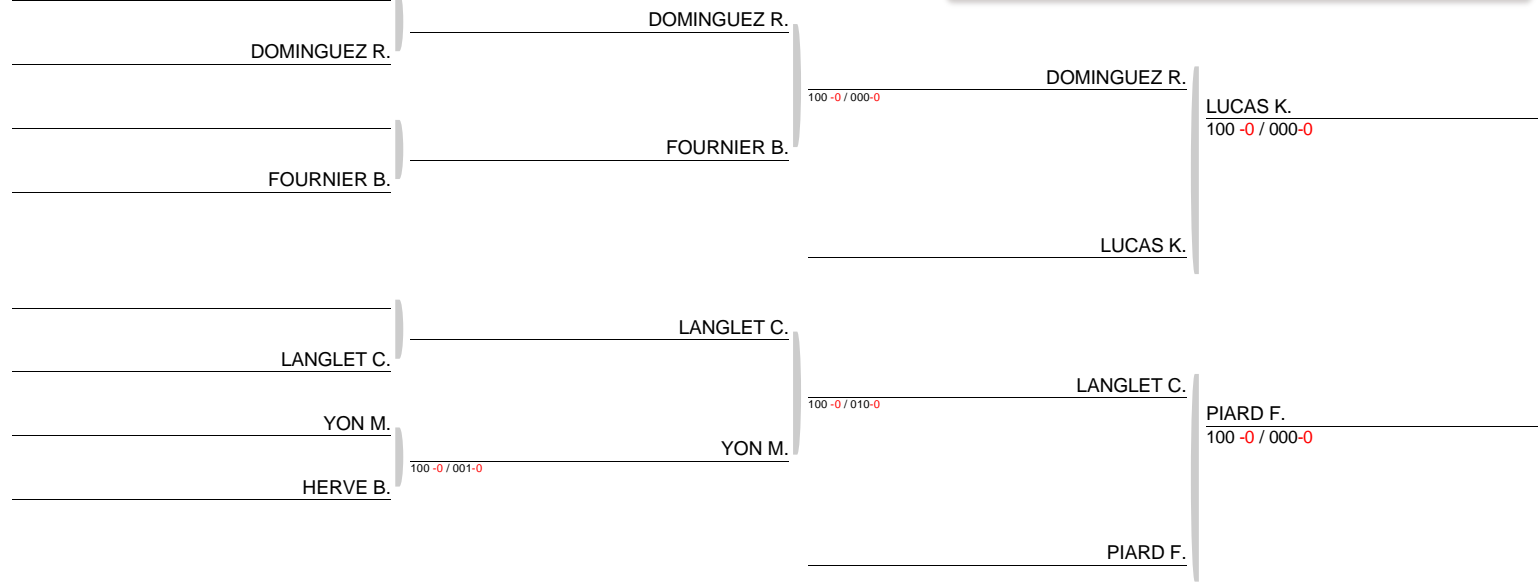 DOMINGUEZ R.
DOMINGUEZ R.
DOMINGUEZ R.
100 -0 / 000-0
LUCAS K.
100 -0 / 000-0
FOURNIER B.
FOURNIER B.
LUCAS K.
LANGLET C.
LANGLET C.
LANGLET C.
100 -0 / 010-0
PIARD F.
100 -0 / 000-0
YON M.
YON M.
100 -0 / 001-0
HERVE B.
PIARD F.